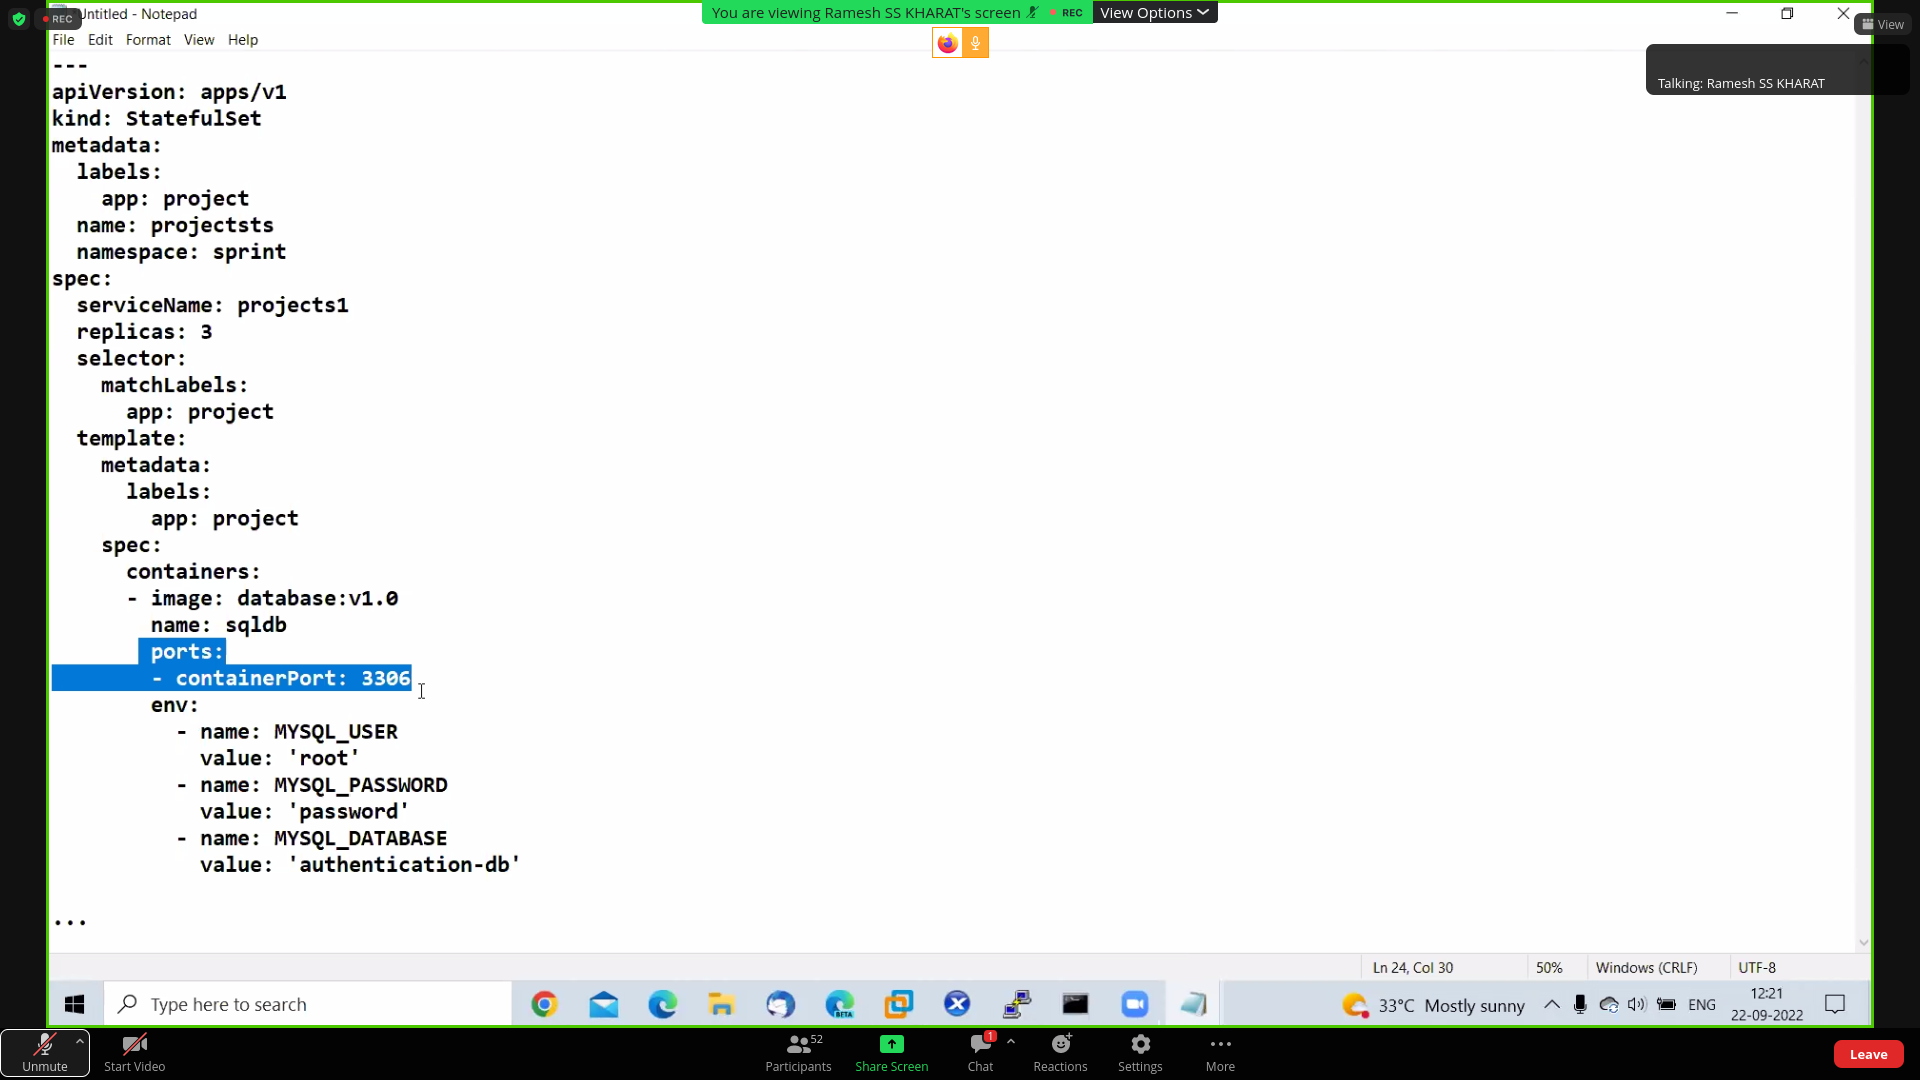 REC
Untitled - Notepad
You are viewing Ramesh SS KHARAT's screen
REC
View Options
View
File Edit Format View Help
Talking: Ramesh SS KHARAT
---
apiVersion: apps/v1
kind: StatefulSet
metadata:
  labels:
    app: project
  name: projectsts
  namespace: sprint
spec:
  serviceName: projects1
  replicas: 3
  selector:
    matchLabels:
      app: project
  template:
    metadata:
      labels:
        app: project
    spec:
      containers:
      - image: database:v1.0
        name: sqldb
        ports:
        - containerPort: 3306
        env:
          - name: MYSQL_USER
            value: 'root'
          - name: MYSQL_PASSWORD
            value: 'password'
          - name: MYSQL_DATABASE
            value: 'authentication-db'
...
Ln 24, Col 30 50% Windows (CRLF) UTF-8
Type here to search
BETA
33°C Mostly sunny
ENG
12:21
22-09-2022
Unmute
Start Video
52
Participants
Share Screen
1
Chat
Reactions
Settings
More
Leave